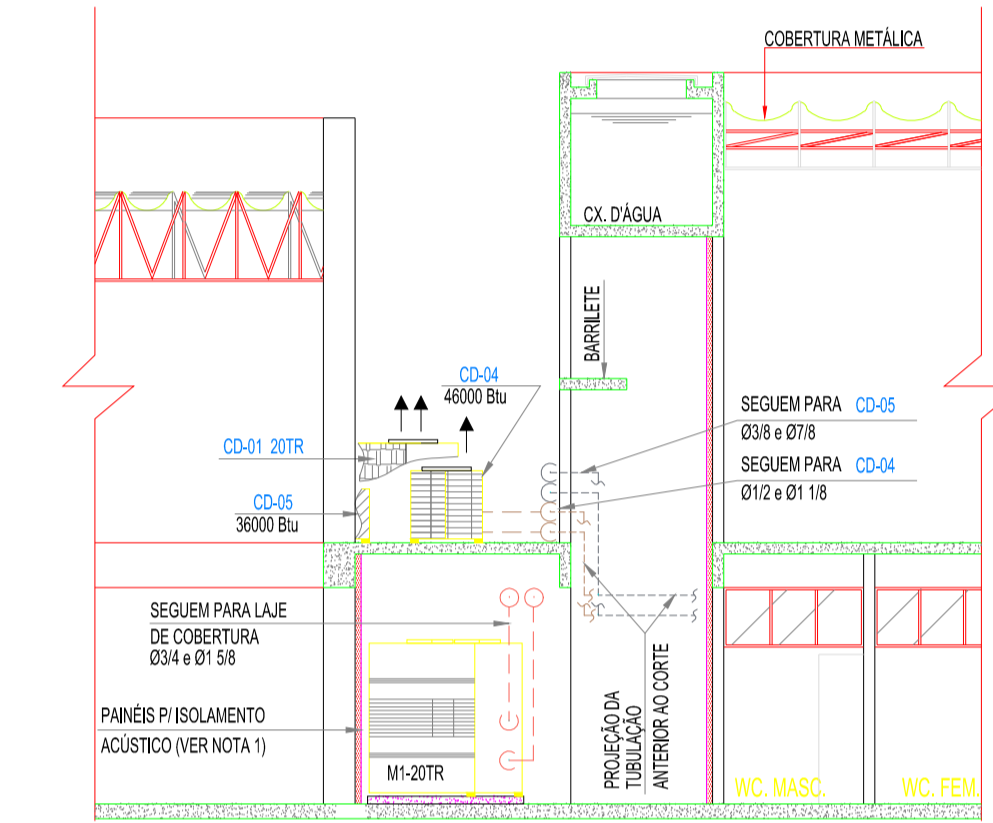 COBERTURA METÁLICA
CX. D'ÁGUA
BARRILETE
CD-04
46000 Btu
CD-01 20TR
CD-05
36000 Btu
SEGUEM PARA CD-05
Ø3/8 e Ø7/8
SEGUEM PARA CD-04
Ø1/2 e Ø1 1/8
SEGUEM PARA LAJE
DE COBERTURA
Ø3/4 e Ø1 5/8
PAINÉIS P/ ISOLAMENTO
ACÚSTICO (VER NOTA 1)
M1-20TR
PROJEÇÃO DA
TUBULAÇÃO
ANTERIOR AO CORTE
WC. MASC.
WC. FEM.